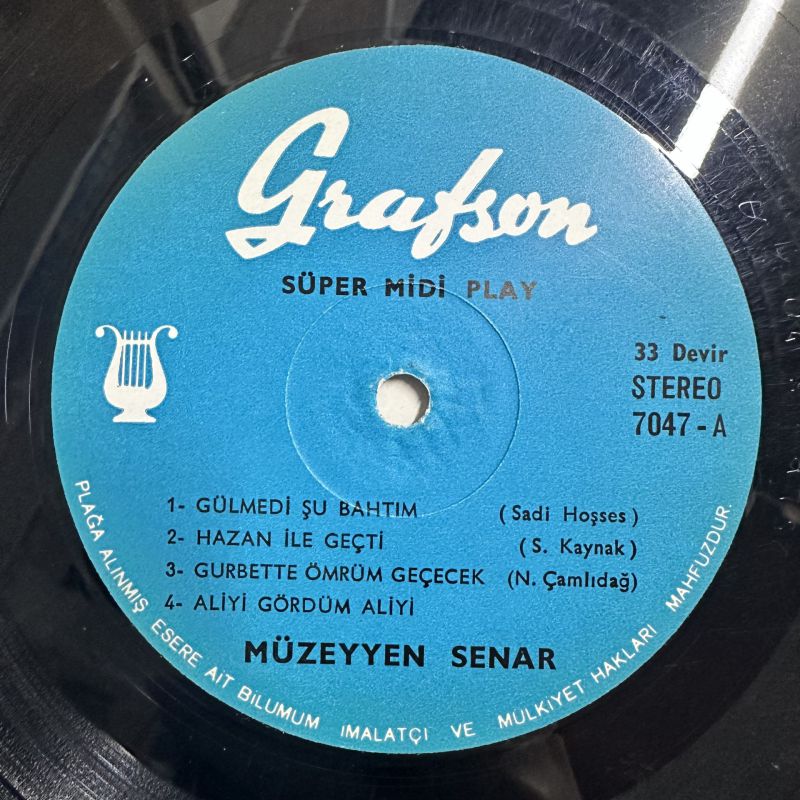 Grafson
SÜPER MİDİ PLAY
33 Devir
STEREO
7047 - A
1- GÜLMEDİ ŞU BAHTIM (Sadi Hoşses)
2- HAZAN İLE GEÇTİ (S. Kaynak)
3- GURBETTE ÖMRÜM GEÇECEK (N. Çamlıdağ)
4- ALİYİ GÖRDÜM ALİYİ
MÜZEYYEN SENAR
PLAĞA ALINMIŞ ESERE AİT BİLUMUM İMALATÇI VE MÜLKİYET HAKLARI MAHFUZDUR.